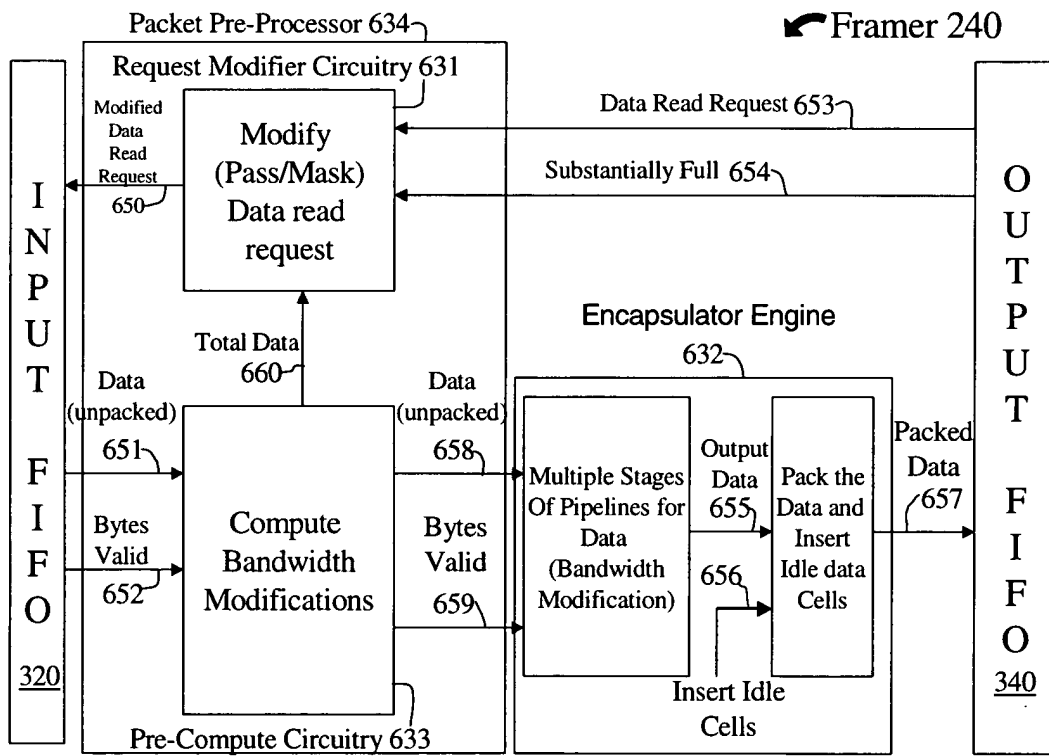 Packet Pre-Processor 634
Framer 240
Request Modifier Circuitry 631
Modified
Data
Read
Request
650
Modify
(Pass/Mask)
Data read
request
Data Read Request 653
Substantially Full 654
INPUT FIFO
320
OUTPUT FIFO
340
Total Data
660
Encapsulator Engine
632
Data
(unpacked)
651
Bytes
Valid
652
Compute
Bandwidth
Modifications
Data
(unpacked)
658
Bytes
Valid
659
Multiple Stages
Of Pipelines for
Data
(Bandwidth
Modification)
Output
Data
655
656
Pack the
Data and
Insert
Idle data
Cells
Packed
Data
657
Insert Idle
Cells
Pre-Compute Circuitry 633